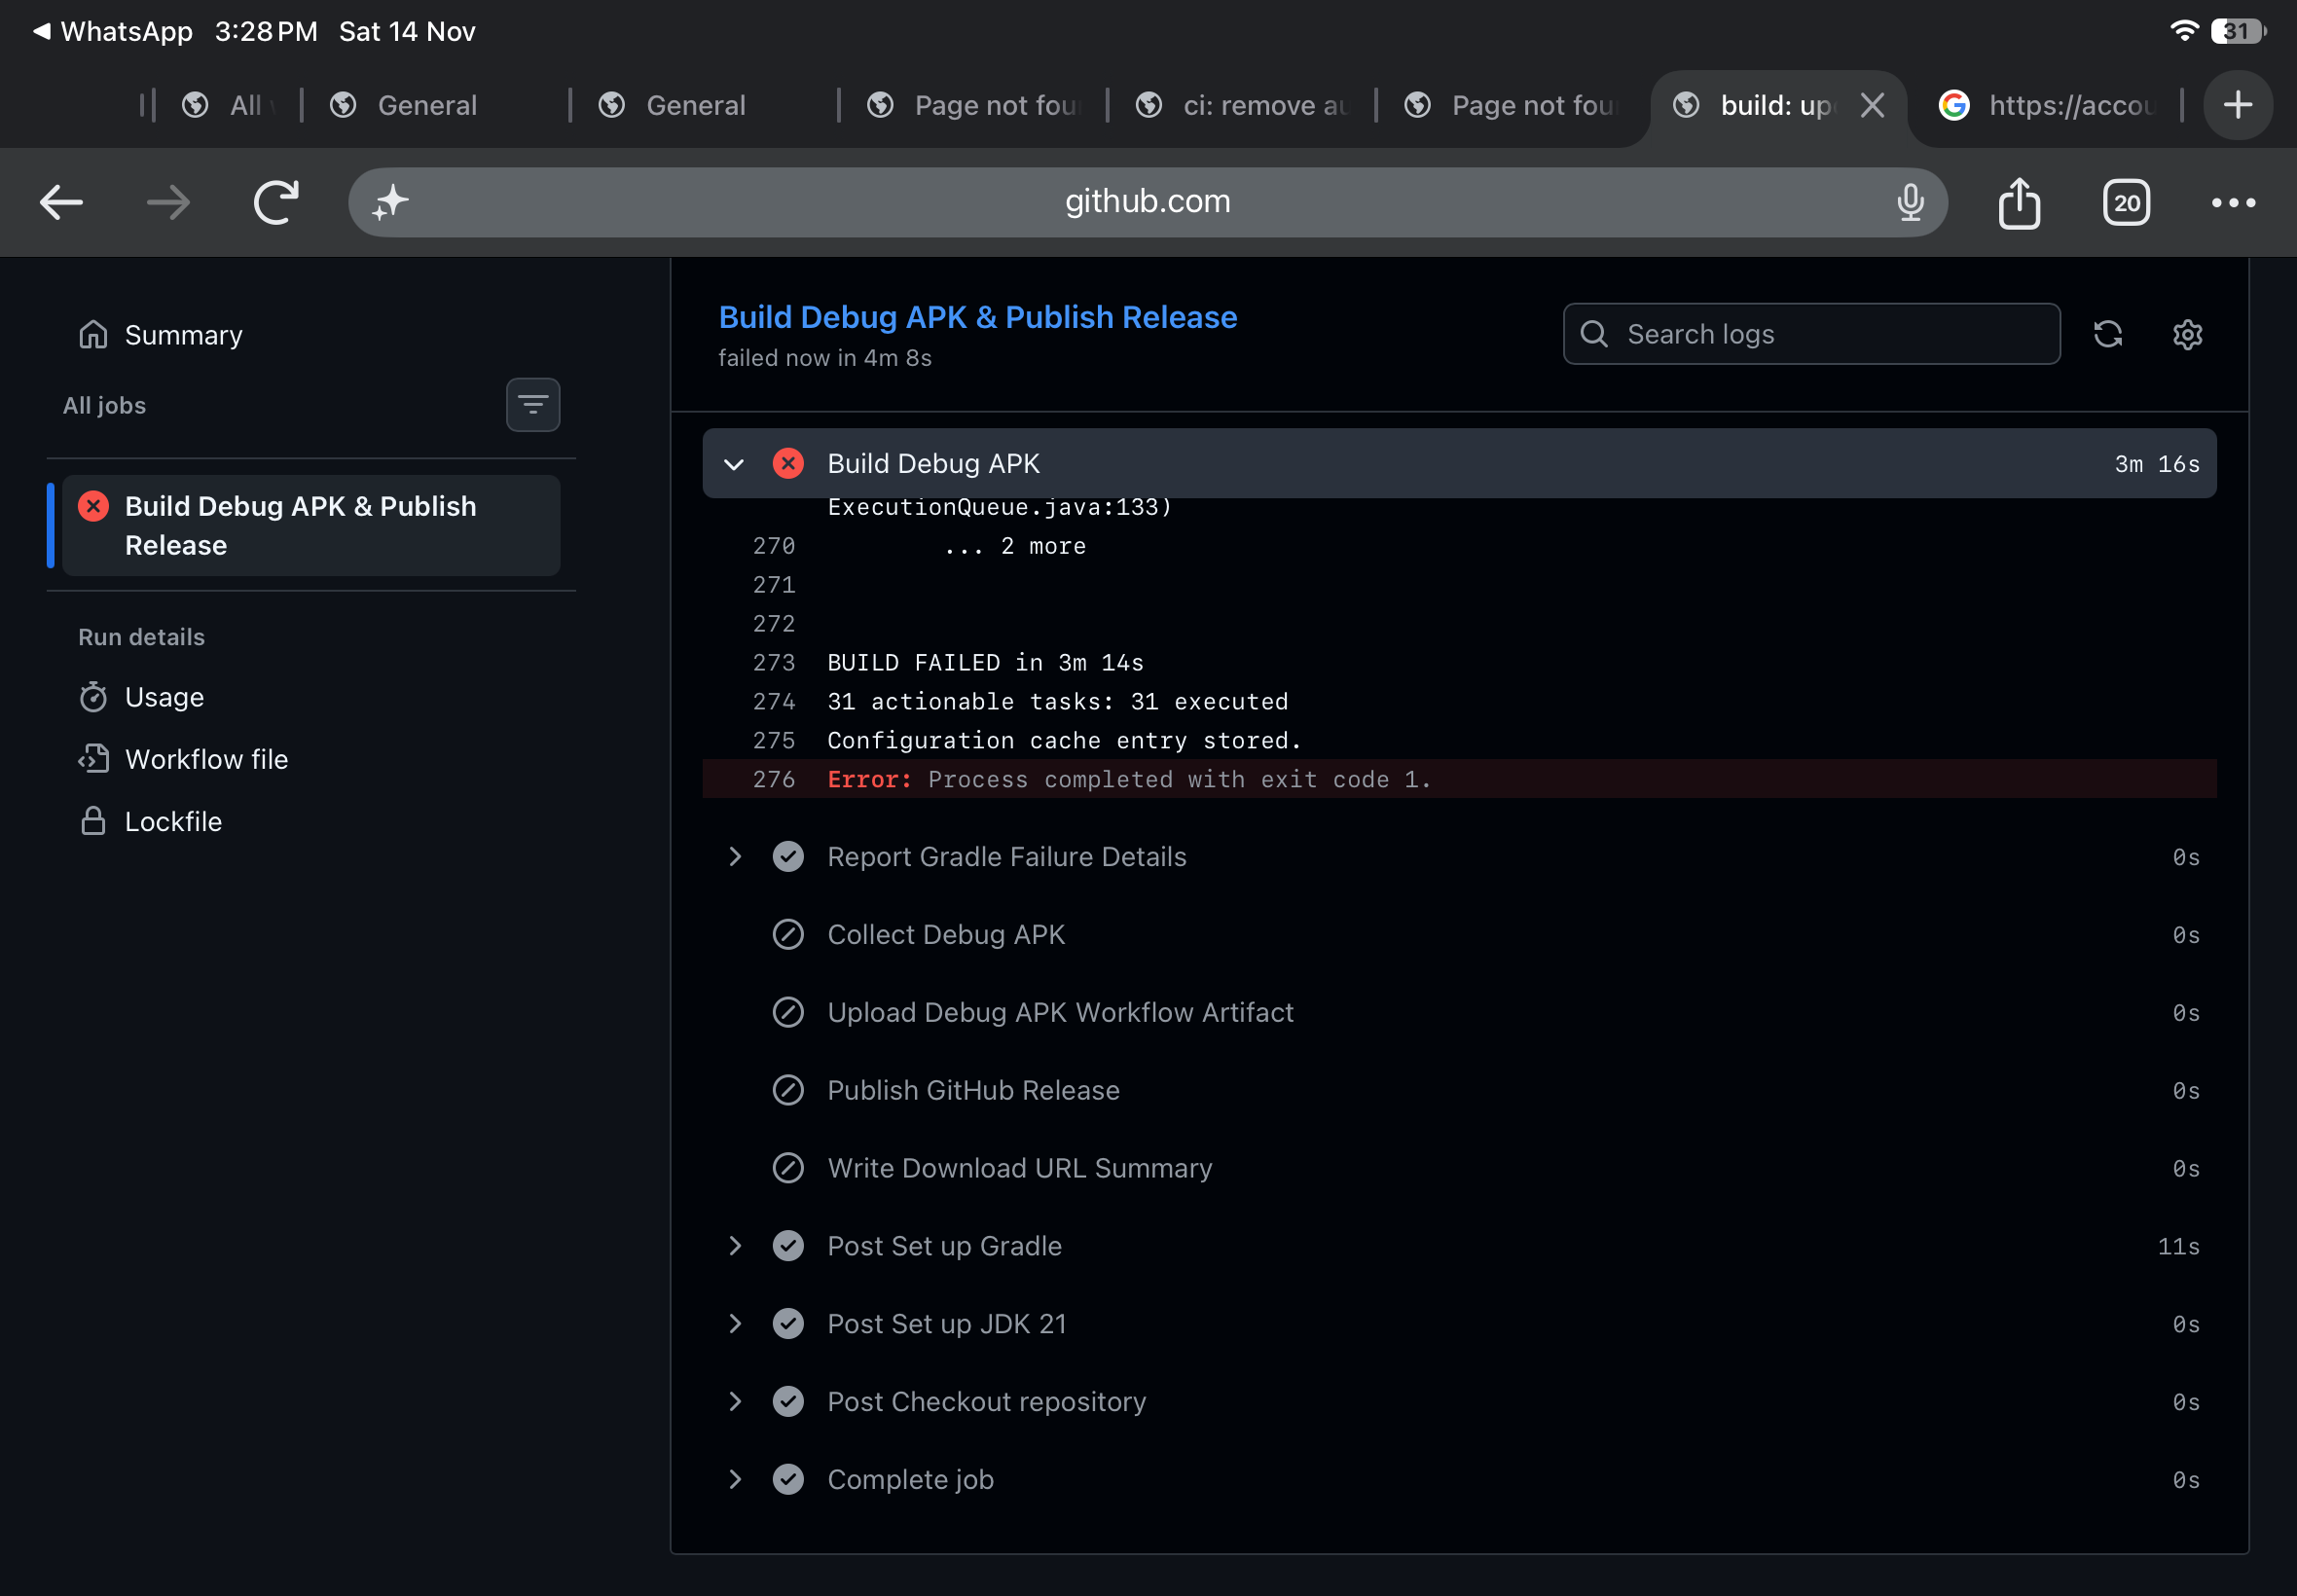 WhatsApp 3:28 PM Sat 14 Nov
31
All
General
General
Page not fou
ci: remove au
Page not fou
build: up
https://accou
github.com
20
Summary
All jobs
Build Debug APK & Publish
Release
Run details
Usage
Workflow file
Lockfile
Build Debug APK & Publish Release
failed now in 4m 8s
Search logs
Build Debug APK 3m 16s
ExecutionQueue.java:133)
270 ... 2 more
271
272
273 BUILD FAILED in 3m 14s
274 31 actionable tasks: 31 executed
275 Configuration cache entry stored.
276 Error: Process completed with exit code 1.
Report Gradle Failure Details 0s
Collect Debug APK 0s
Upload Debug APK Workflow Artifact 0s
Publish GitHub Release 0s
Write Download URL Summary 0s
Post Set up Gradle 11s
Post Set up JDK 21 0s
Post Checkout repository 0s
Complete job 0s